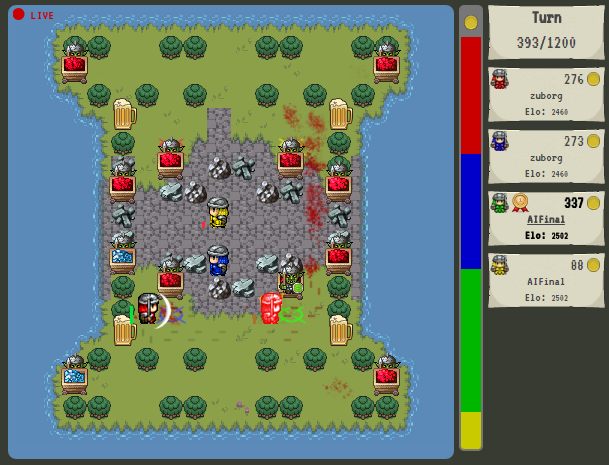 LIVE
Turn
393/1200
276
zuborg
Elo: 2460
273
zuborg
Elo: 2460
337
AIFinal
Elo: 2502
88
AIFinal
Elo: 2502